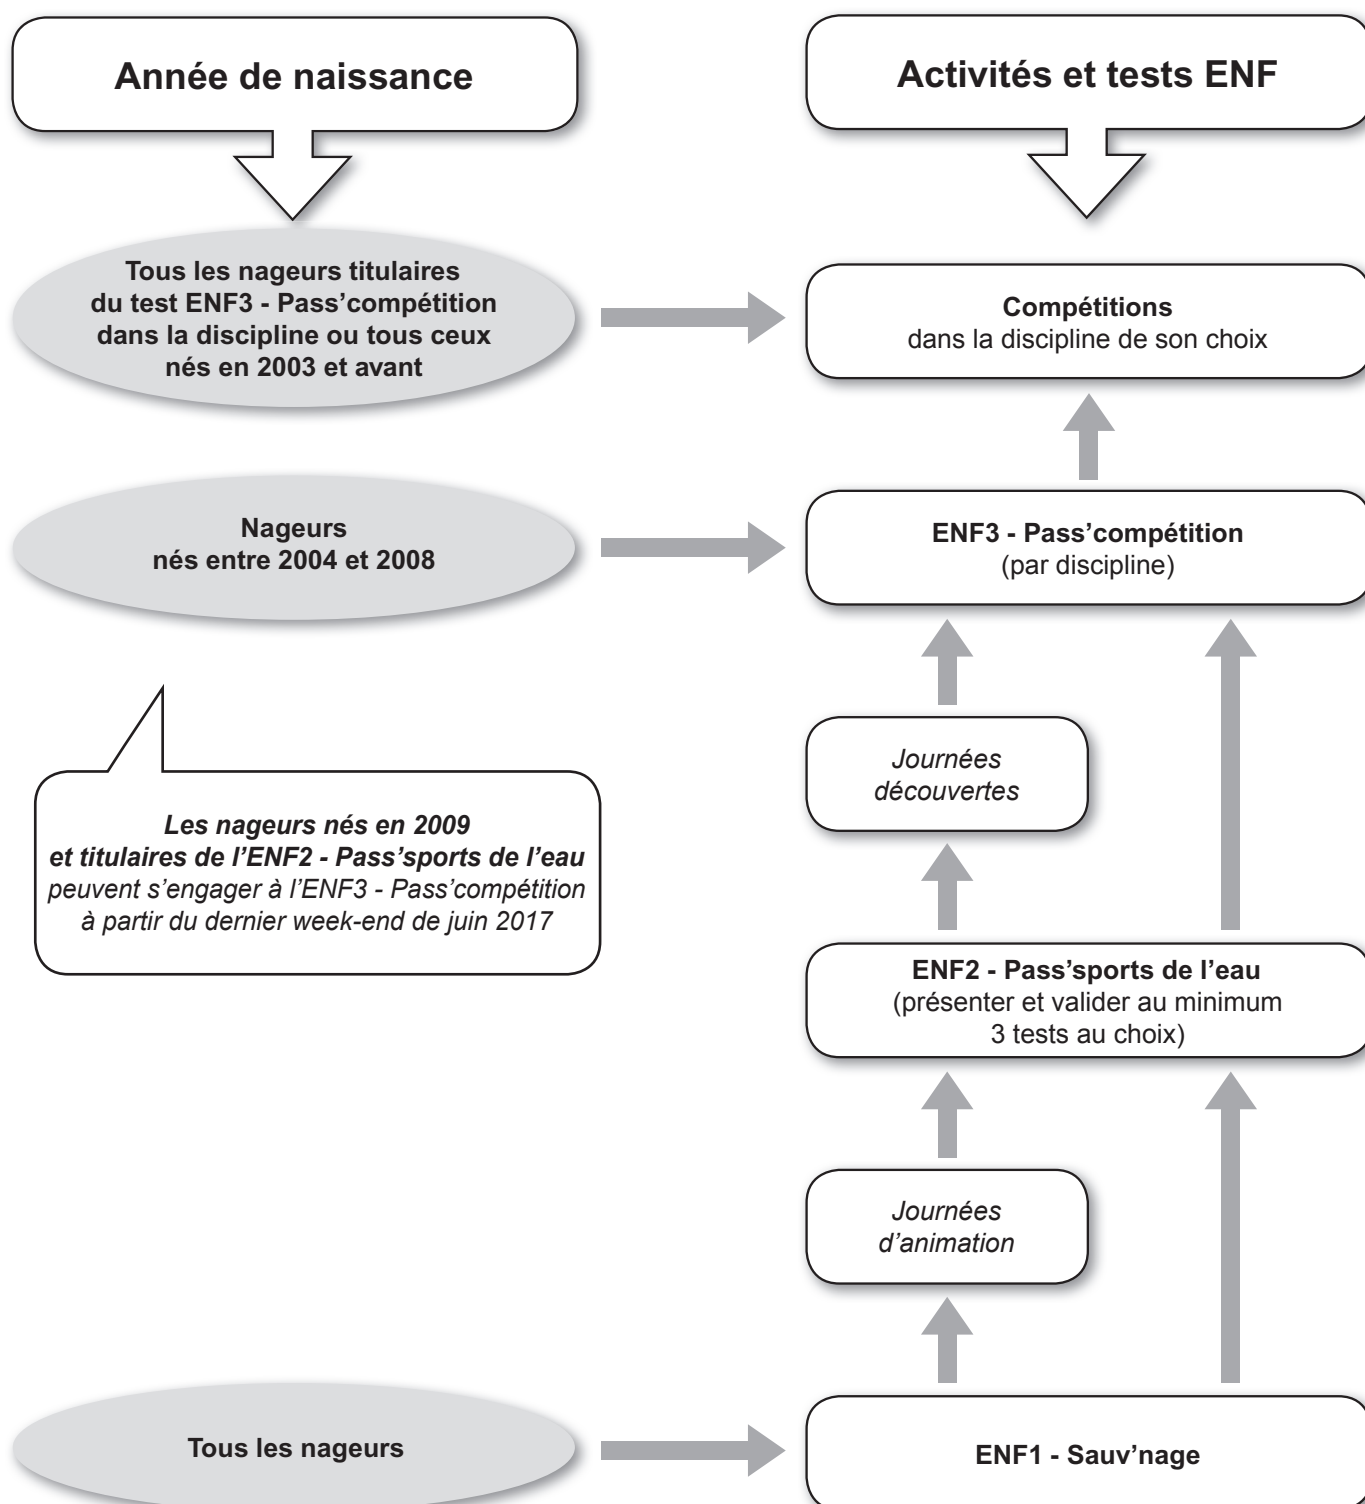 Année de naissance
Activités et tests ENF
Tous les nageurs titulaires
du test ENF3 - Pass’compétition
dans la discipline ou tous ceux
nés en 2003 et avant
Compétitions
dans la discipline de son choix
Nageurs
nés entre 2004 et 2008
ENF3 - Pass’compétition
(par discipline)
Journées
découvertes
Les nageurs nés en 2009
et titulaires de l’ENF2 - Pass’sports de l’eau
peuvent s’engager à l’ENF3 - Pass’compétition
à partir du dernier week-end de juin 2017
ENF2 - Pass’sports de l’eau
(présenter et valider au minimum
3 tests au choix)
Journées
d’animation
Tous les nageurs
ENF1 - Sauv’nage